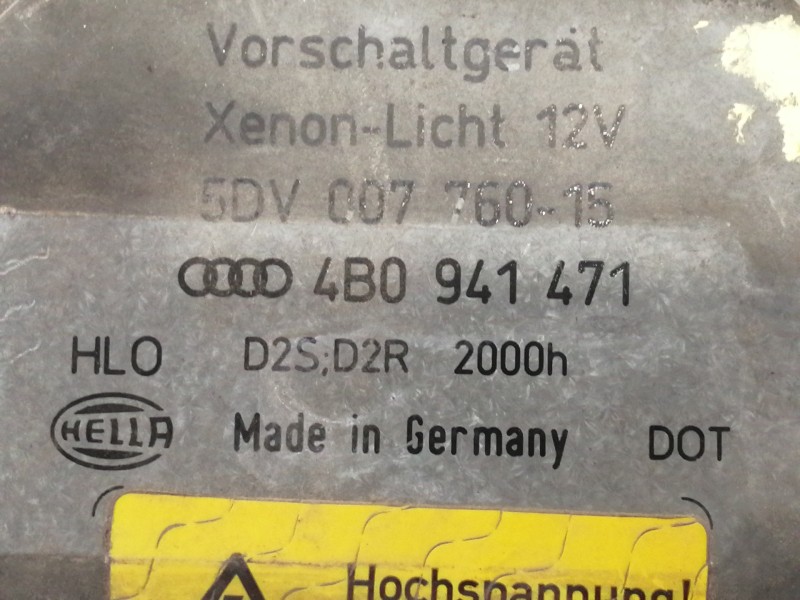 Vorschaltgerät
Xenon-Licht 12V
5DV 007 760-15
4B0 941 471
HLO D2S;D2R 2000h
HELLA Made in Germany DOT
Hochspannung!